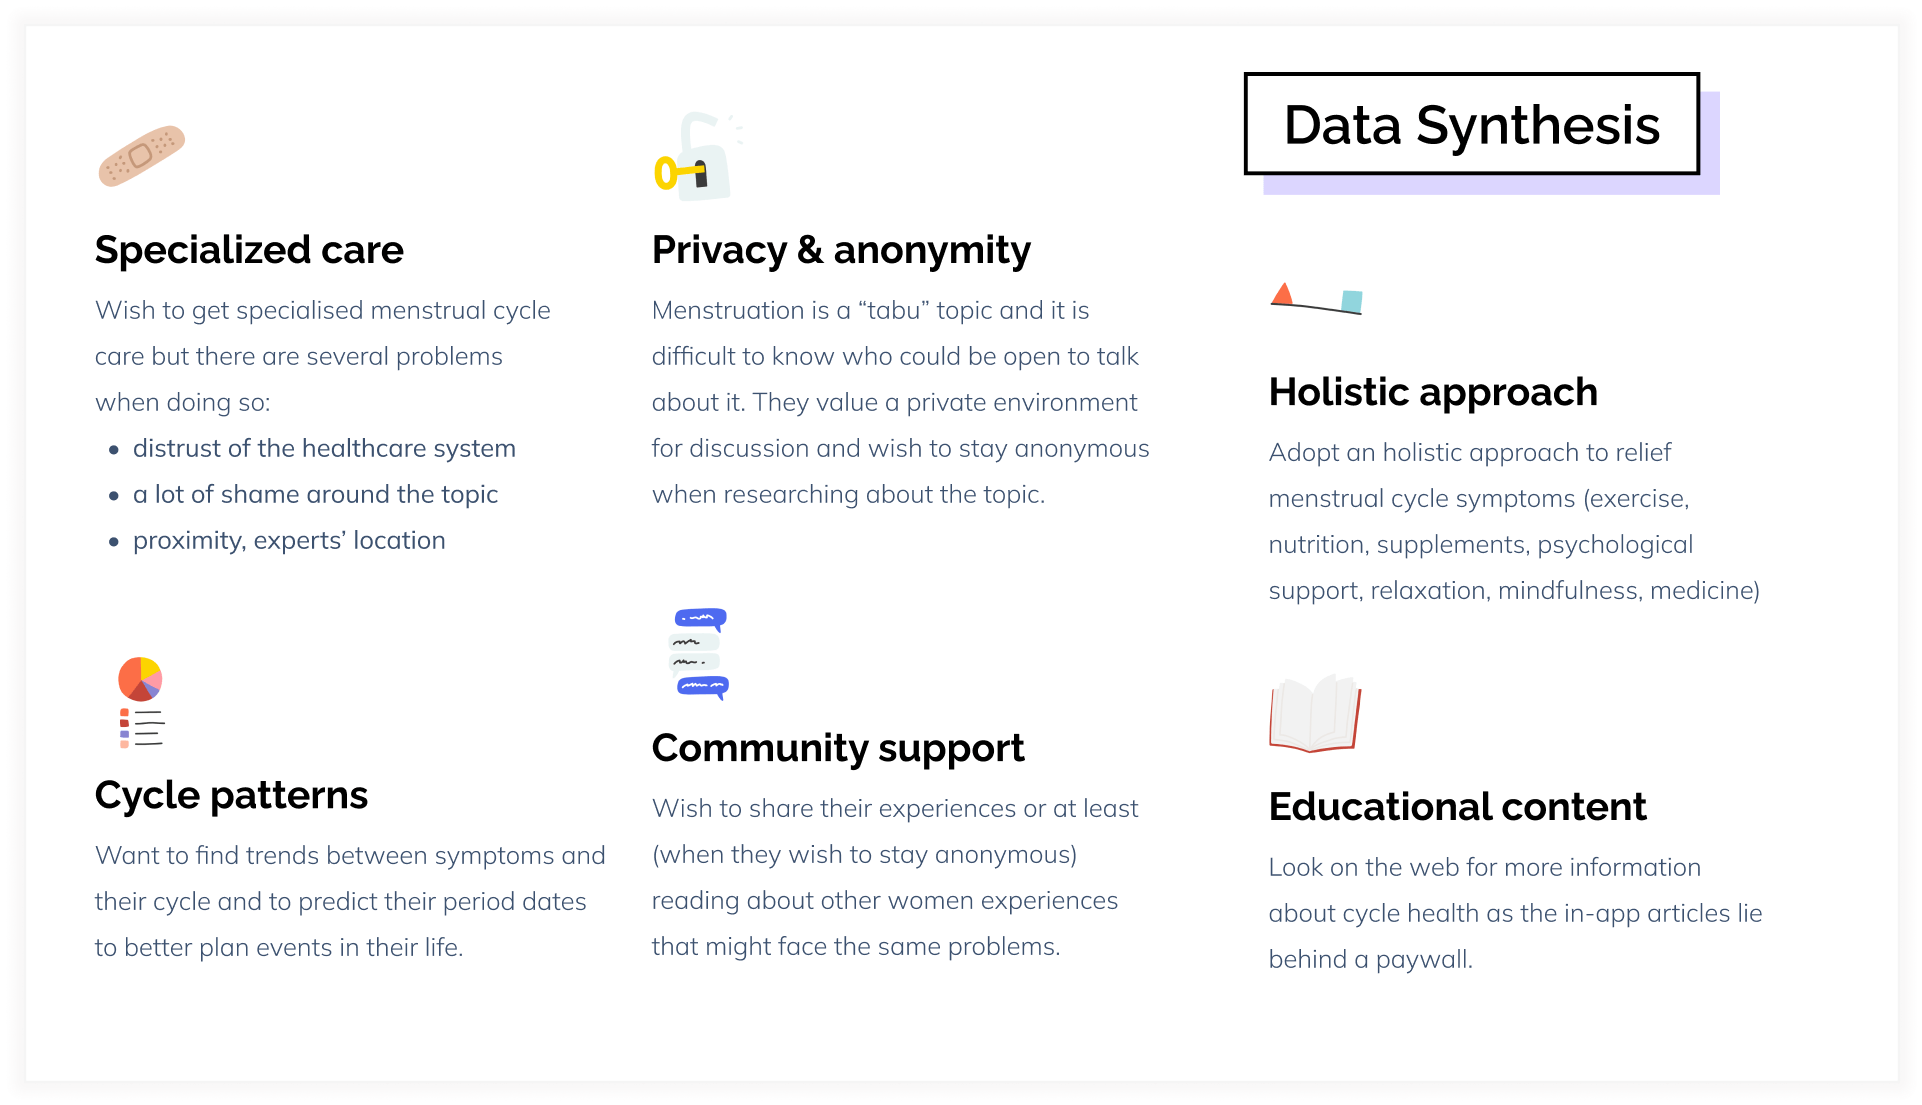 Data Synthesis
Specialized care
Wish to get specialised menstrual cycle
care but there are several problems
when doing so:
• distrust of the healthcare system
• a lot of shame around the topic
• proximity, experts’ location
Cycle patterns
Want to find trends between symptoms and
their cycle and to predict their period dates
to better plan events in their life.
Privacy & anonymity
Menstruation is a “tabu” topic and it is
difficult to know who could be open to talk
about it. They value a private environment
for discussion and wish to stay anonymous
when researching about the topic.
Community support
Wish to share their experiences or at least
(when they wish to stay anonymous)
reading about other women experiences
that might face the same problems.
Holistic approach
Adopt an holistic approach to relief
menstrual cycle symptoms (exercise,
nutrition, supplements, psychological
support, relaxation, mindfulness, medicine)
Educational content
Look on the web for more information
about cycle health as the in-app articles lie
behind a paywall.